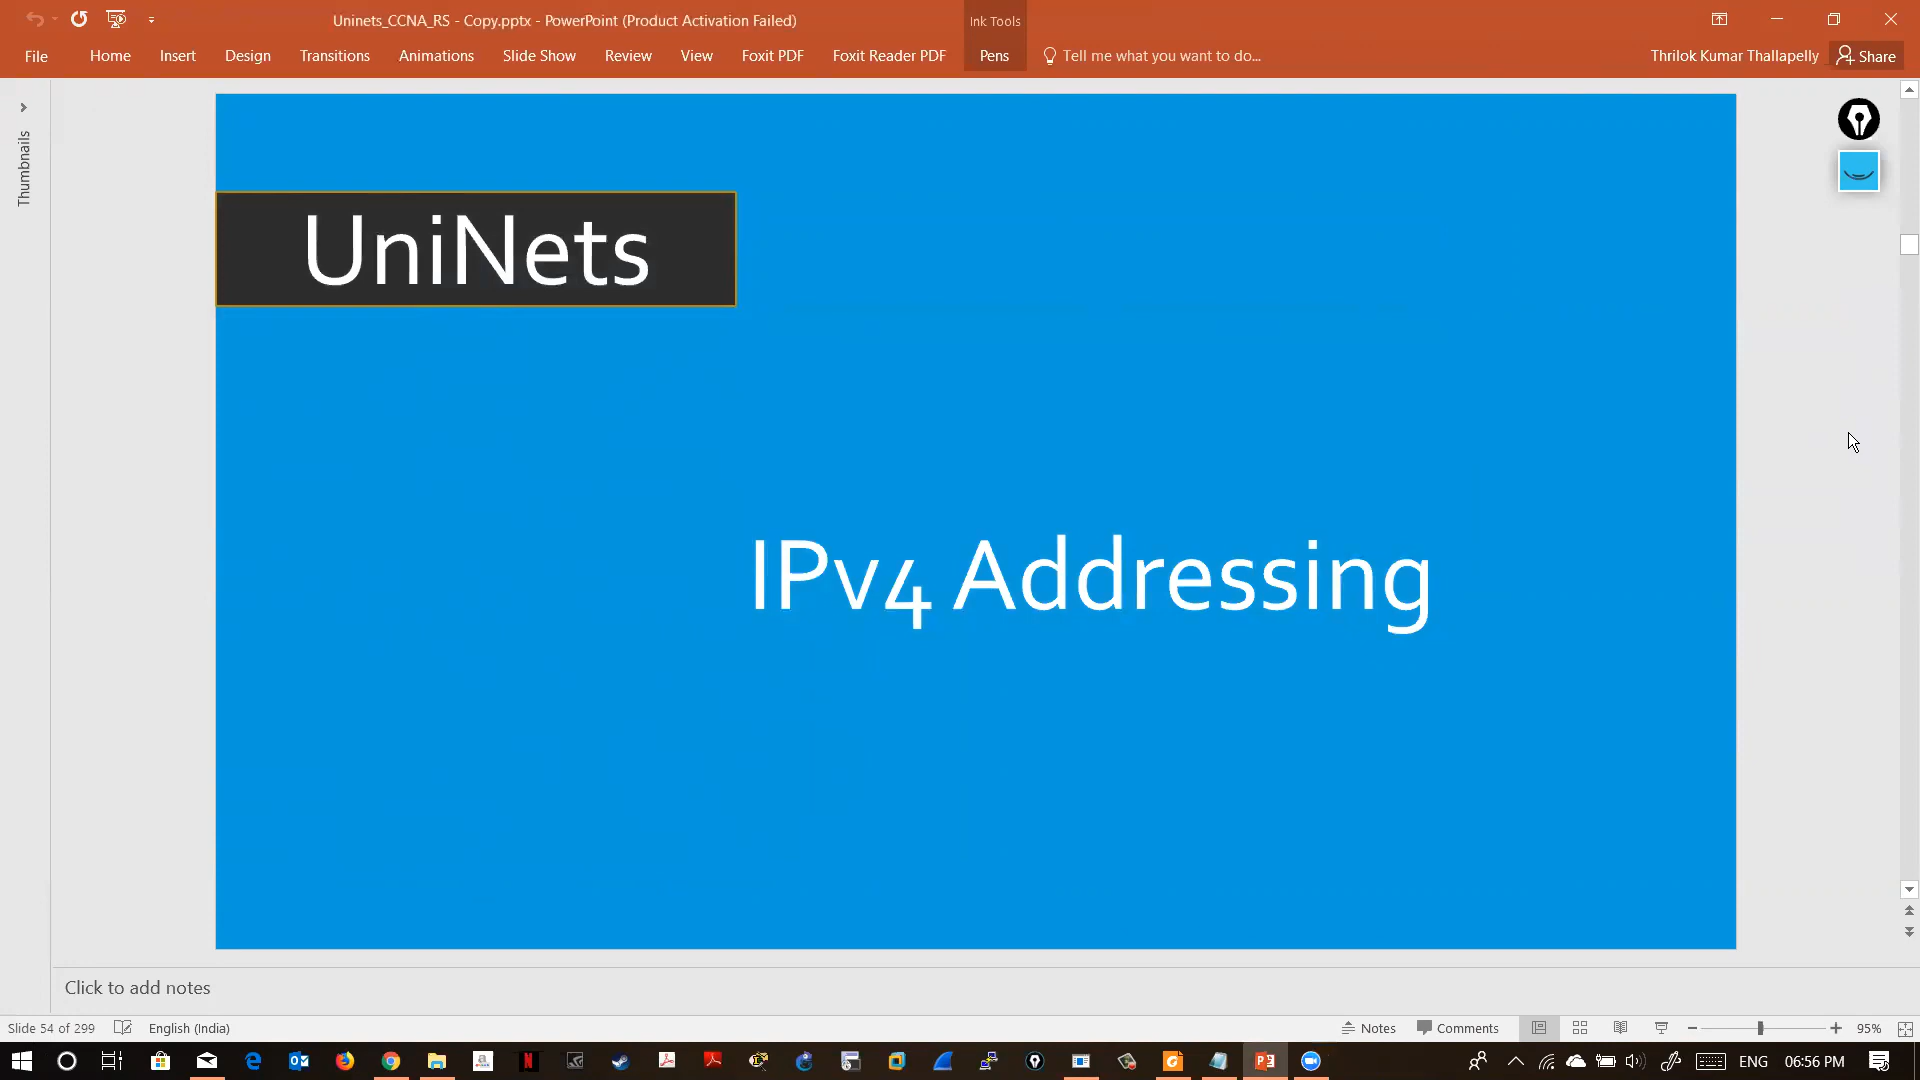 Uninets_CCNA_RS - Copy.pptx - PowerPoint (Product Activation Failed)
Ink Tools
File Home Insert Design Transitions Animations Slide Show Review View Foxit PDF Foxit Reader PDF Pens Tell me what you want to do... Thrilok Kumar Thallapelly Share
Thumbnails
UniNets
IPv4 Addressing
Click to add notes
Slide 54 of 299 English (India) Notes Comments 95%
ENG 06:56 PM